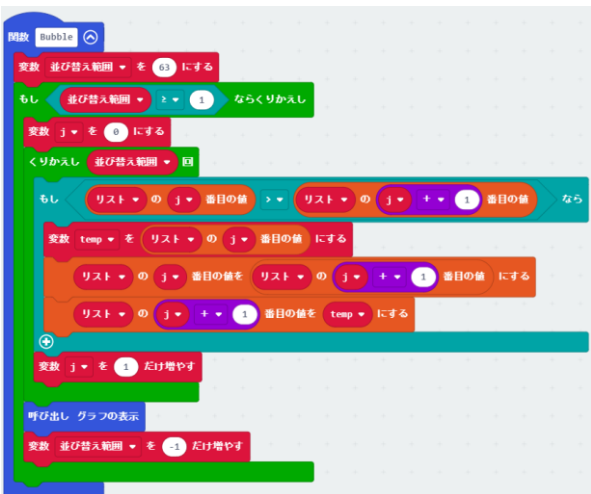 関数 Bubble
変数 並び替え範囲 を 63 にする
もし 並び替え範囲 ≥ 1 ならくりかえし
変数 j を 0 にする
くりかえし 並び替え範囲 回
もし リスト の j 番目の値 > リスト の j + 1 番目の値 なら
変数 temp を リスト の j 番目の値 にする
リスト の j 番目の値を リスト の j + 1 番目の値 にする
リスト の j + 1 番目の値を temp にする
変数 j を 1 だけ増やす
呼び出し グラフの表示
変数 並び替え範囲 を -1 だけ増やす